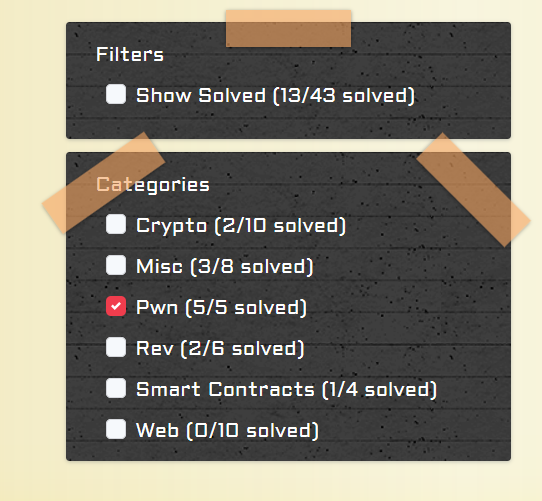 Filters
Show Solved (13/43 solved)
Categories
Crypto (2/10 solved)
Misc (3/8 solved)
Pwn (5/5 solved)
Rev (2/6 solved)
Smart Contracts (1/4 solved)
Web (0/10 solved)